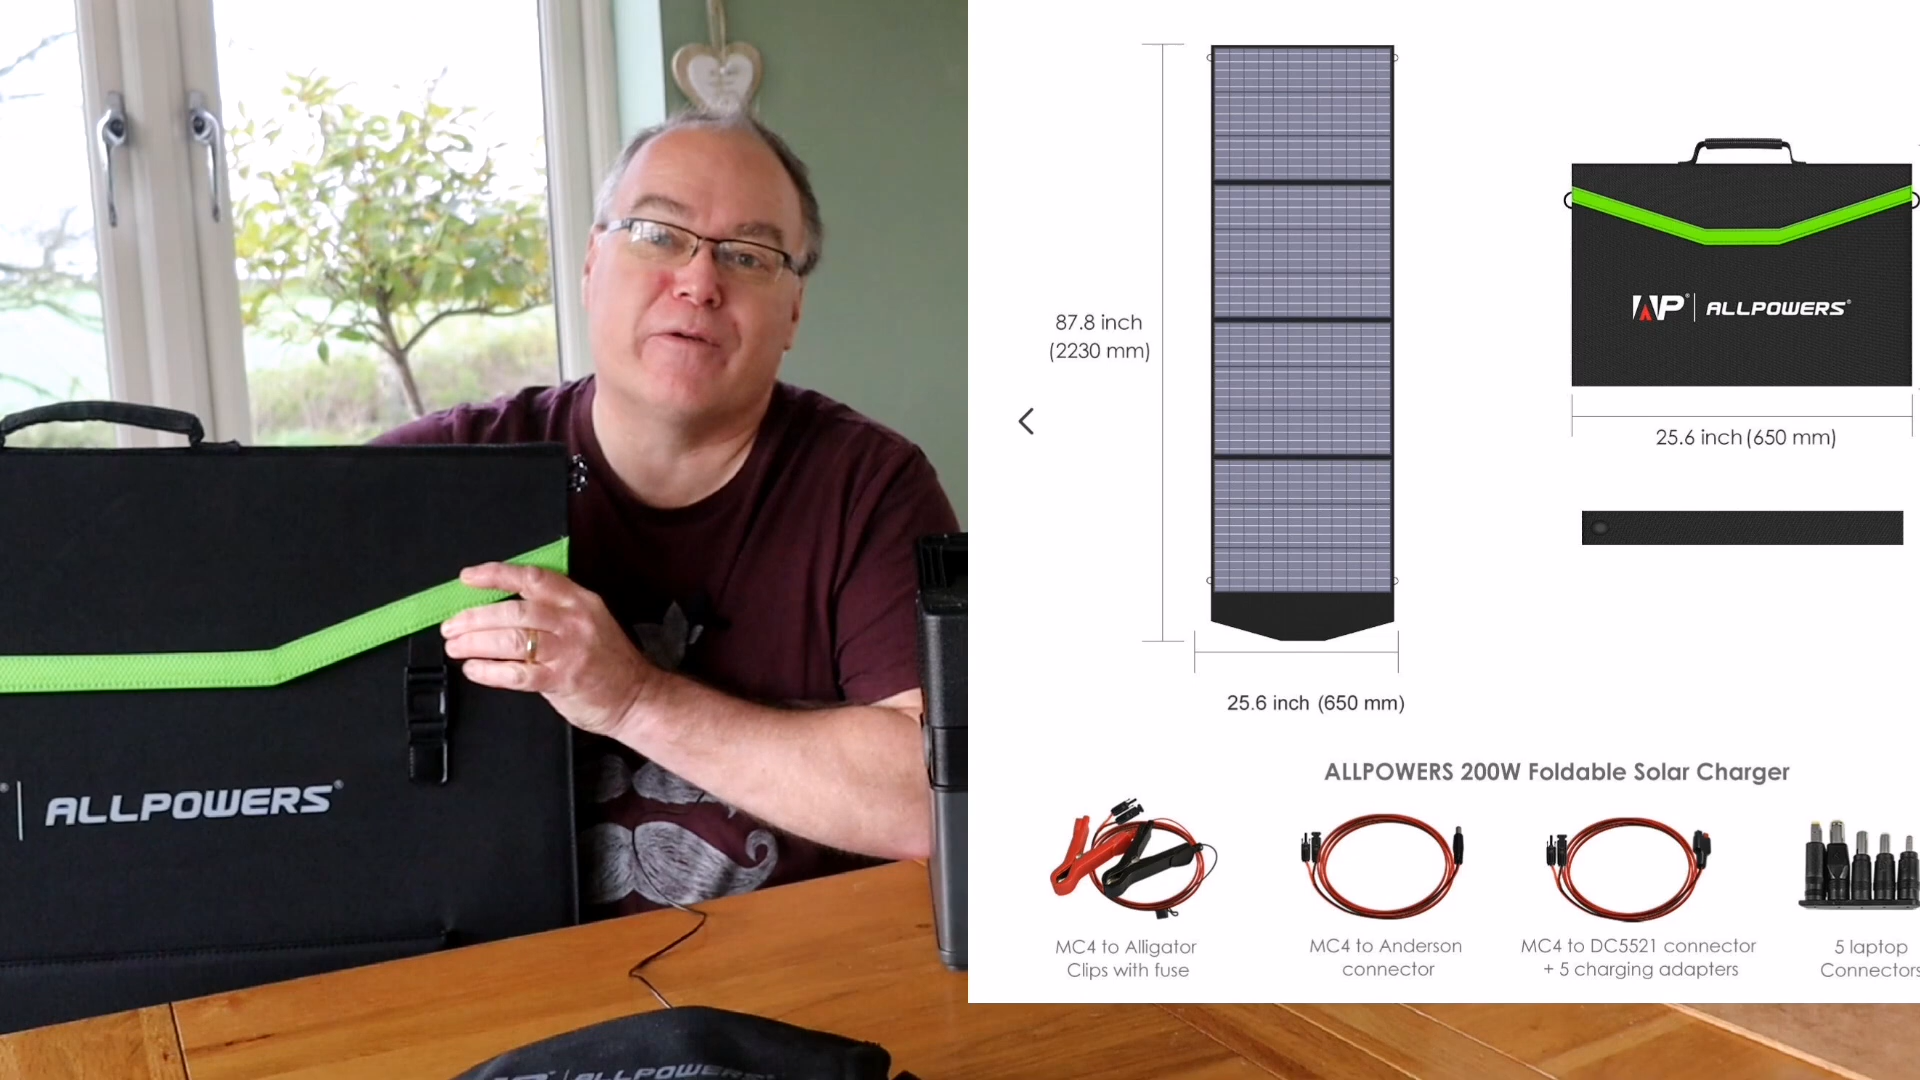 ALLPOWERS®
ALLPOWERS
87.8 inch
(2230 mm)
25.6 inch (650 mm)
AP® ALLPOWERS®
25.6 inch (650 mm)
ALLPOWERS 200W Foldable Solar Charger
MC4 to Alligator
Clips with fuse
MC4 to Anderson
connector
MC4 to DC5521 connector
+ 5 charging adapters
5 laptop
Connectors